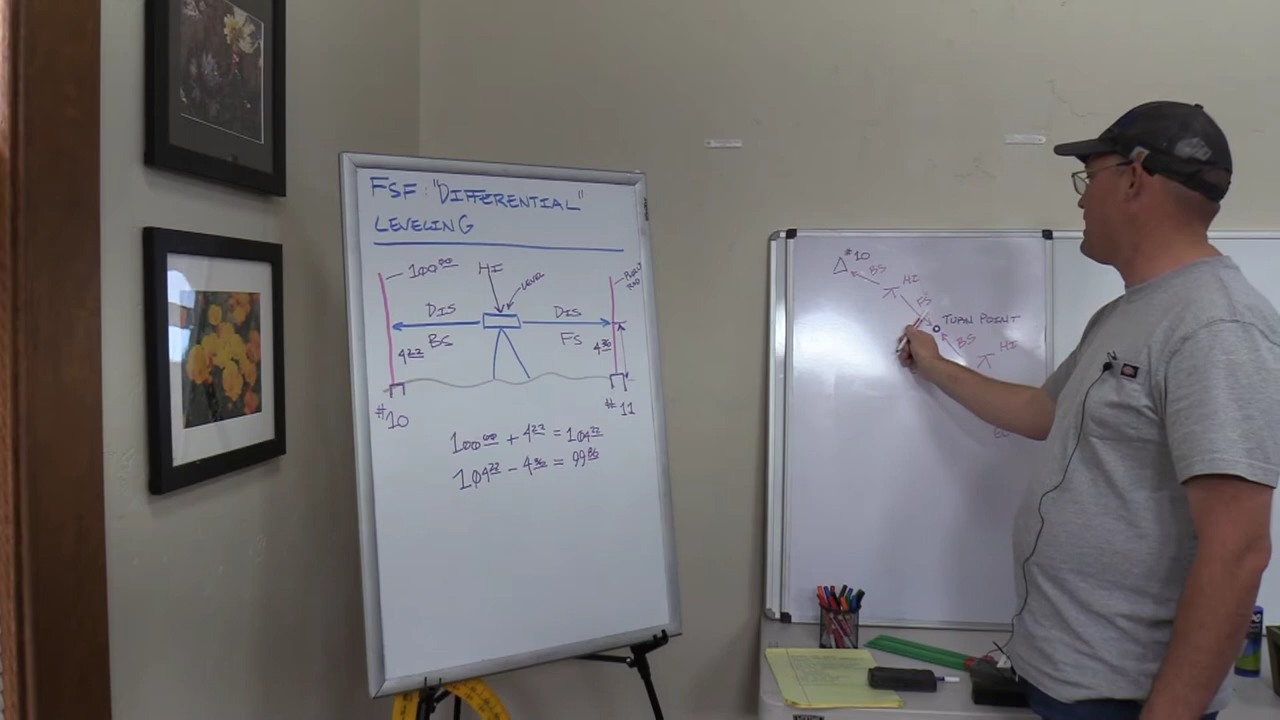 FSF: "DIFFERENTIAL"
LEVELING
100.00
HI
LEVEL
DIS
DIS
BS
FS
4.22
4.36
#10
#11
100.00 + 4.22 = 104.22
104.22 - 4.36 = 99.86
#10
BS
HI
FS
TURN POINT
BS
HI
Dickies